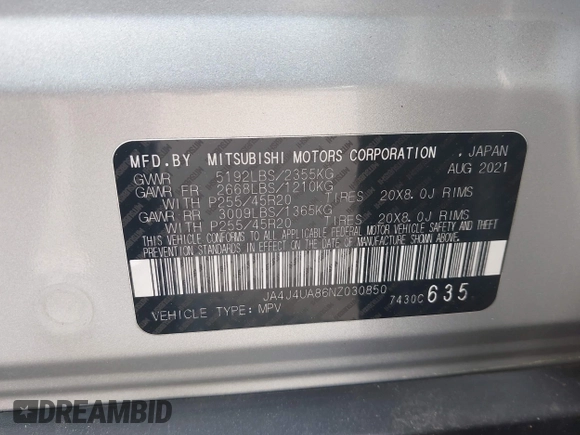 MFD.BY MITSUBISHI MOTORS CORPORATION . JAPAN
GVWR 5192LBS/2355KG AUG 2021
GAWR FR 2668LBS/1210KG
WITH P255/45R20 TIRES 20X8.0J RIMS
GAWR RR 3009LBS/1365KG
WITH P255/45R20 TIRES 20X8.0J RIMS
THIS VEHICLE CONFORMS TO ALL APPLICABLE FEDERAL MOTOR VEHICLE SAFETY AND THEFT
PREVENTION STANDARDS IN EFFECT ON THE DATE OF MANUFACTURE SHOWN ABOVE.
JA4J4UA86NZ030850
VEHICLE TYPE: MPV 7430C 635
DREAMBID